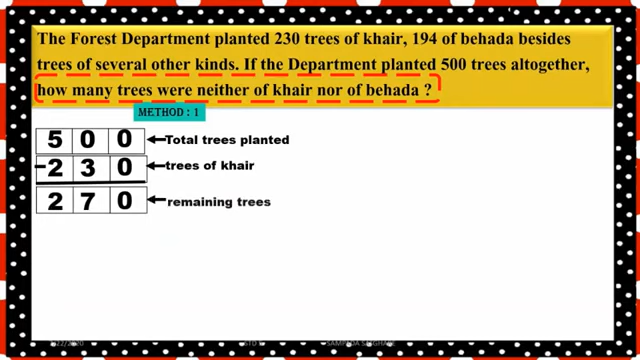 The Forest Department planted 230 trees of khair, 194 of behada besides
trees of several other kinds. If the Department planted 500 trees altogether,
how many trees were neither of khair nor of behada ?
METHOD : 1
5 0 0 Total trees planted
-2 3 0 trees of khair
2 7 0 remaining trees